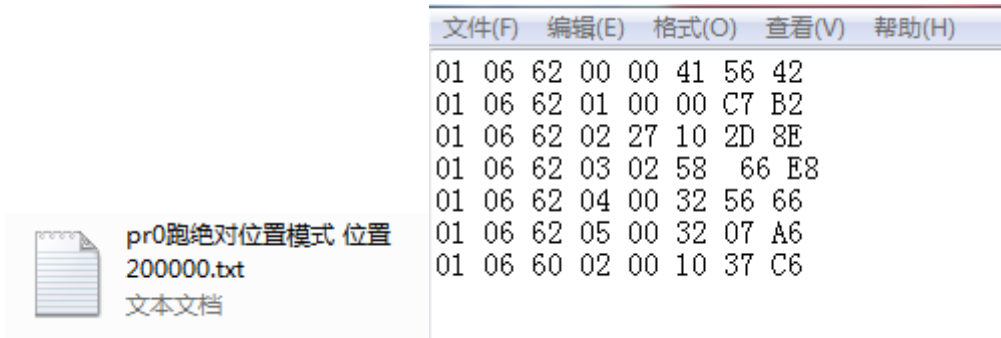 pr0跑绝对位置模式 位置
200000.txt
文本文档
文件(F) 编辑(E) 格式(O) 查看(V) 帮助(H)
01 06 62 00 00 41 56 42
01 06 62 01 00 00 C7 B2
01 06 62 02 27 10 2D 8E
01 06 62 03 02 58  66 E8
01 06 62 04 00 32 56 66
01 06 62 05 00 32 07 A6
01 06 60 02 00 10 37 C6